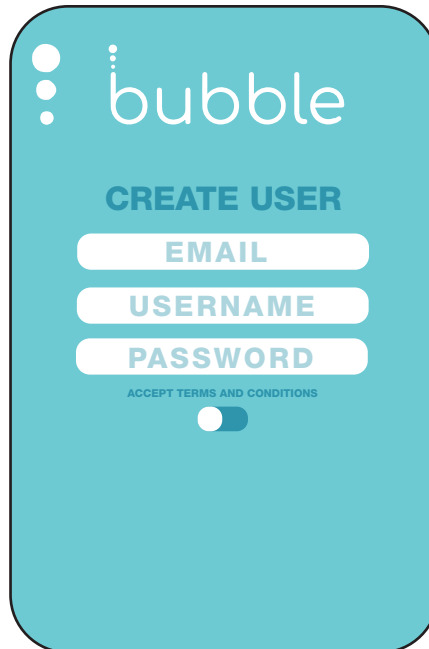 bubble
CREATE USER
EMAIL
USERNAME
PASSWORD
ACCEPT TERMS AND CONDITIONS